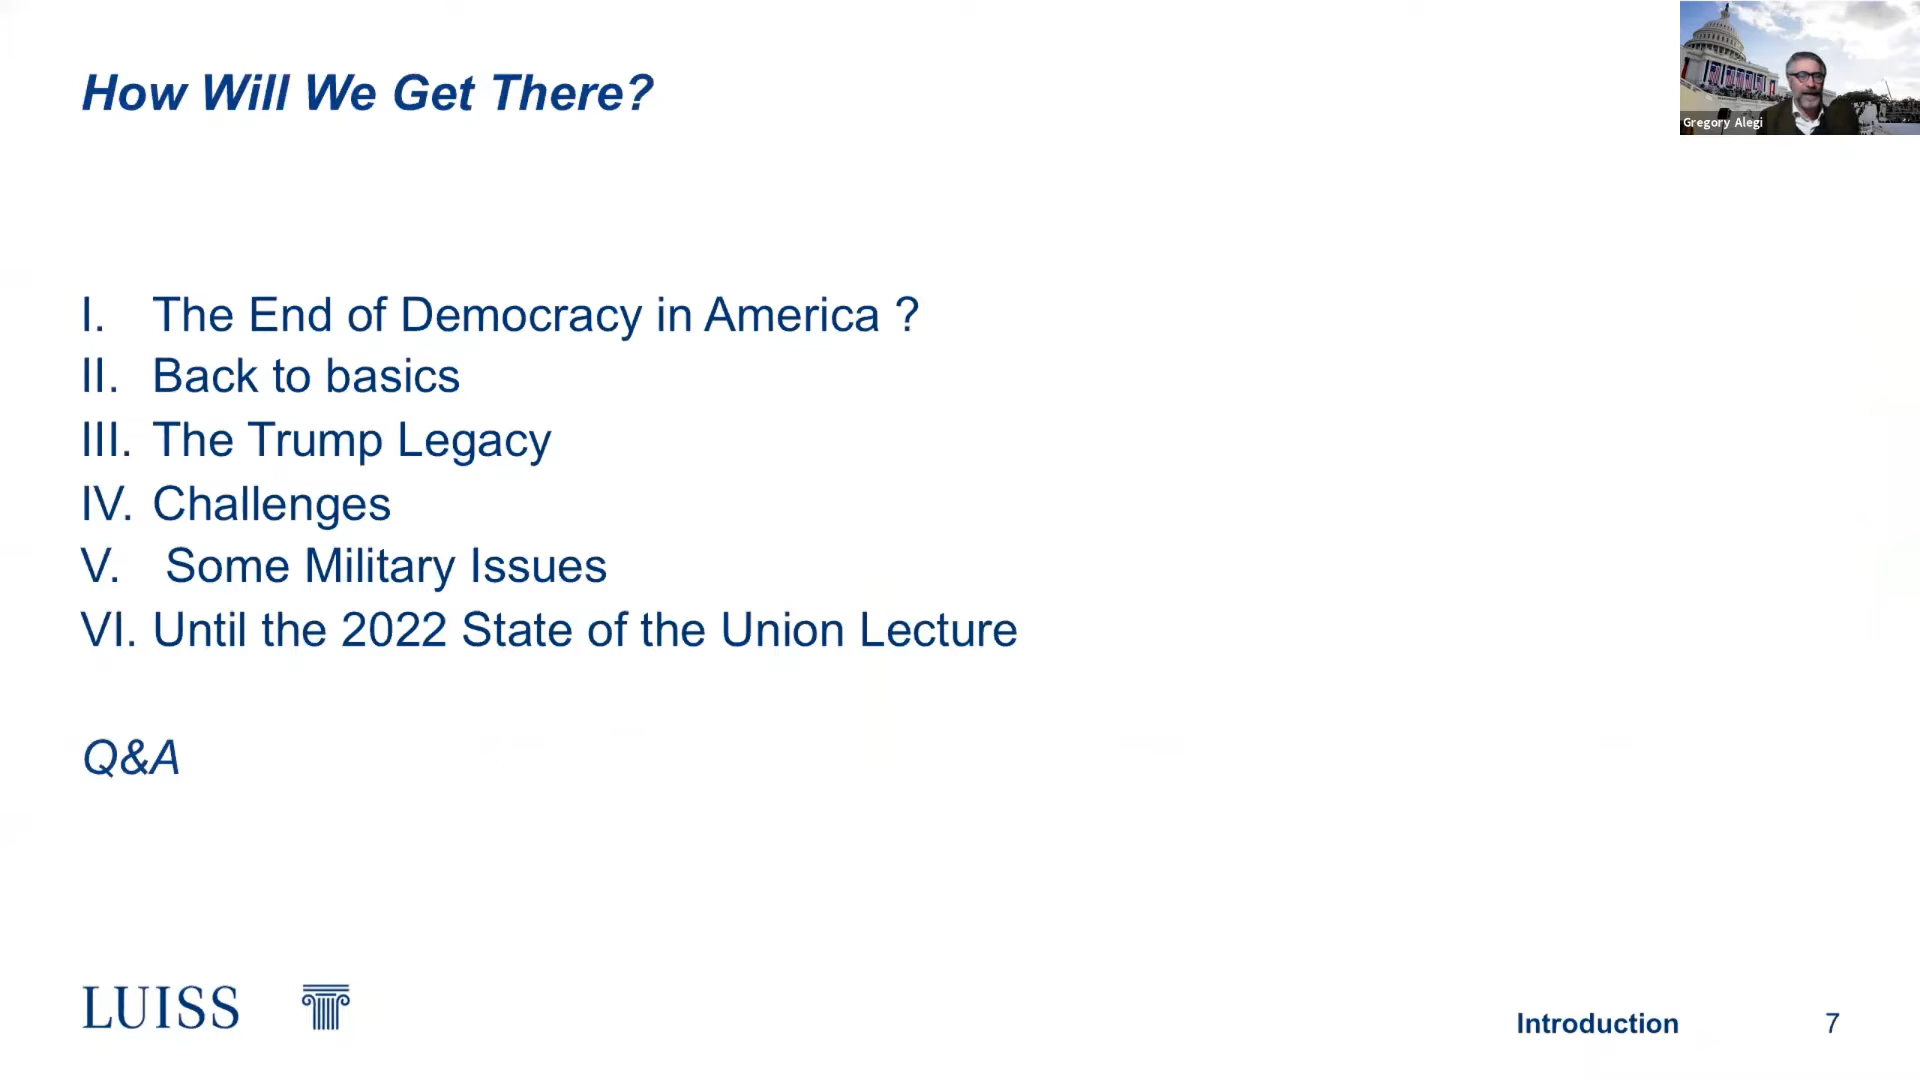 How Will We Get There?
Gregory Alegi
I. The End of Democracy in America ?
II. Back to basics
III. The Trump Legacy
IV. Challenges
V. Some Military Issues
VI. Until the 2022 State of the Union Lecture
Q&A
LUISS
Introduction 7